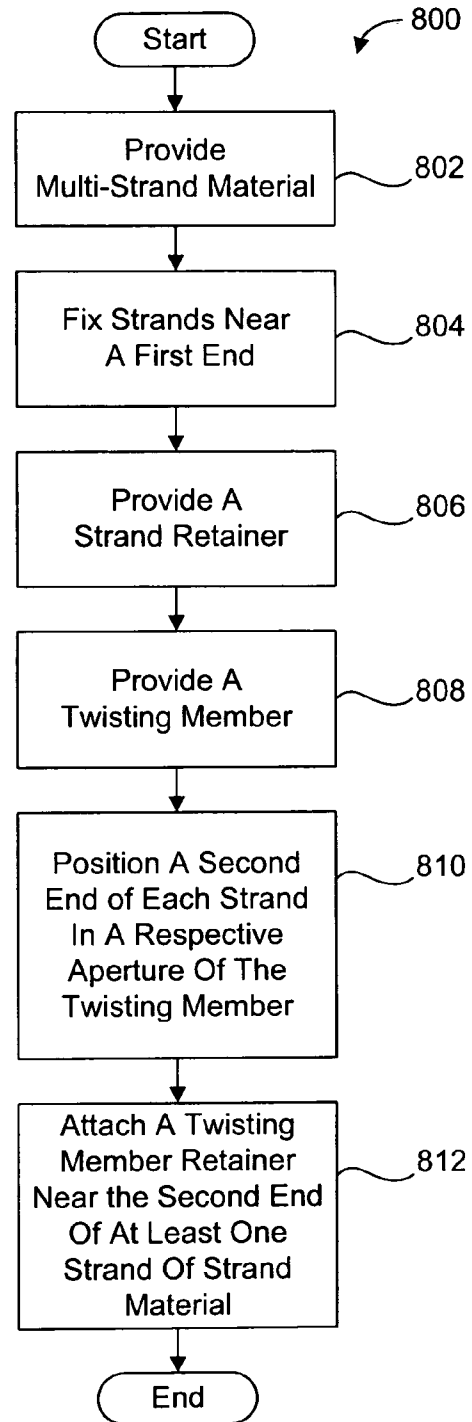 Start
800
Provide
Multi-Strand Material
802
Fix Strands Near
A First End
804
Provide A
Strand Retainer
806
Provide A
Twisting Member
808
Position A Second
End of Each Strand
In A Respective
Aperture Of The
Twisting Member
810
Attach A Twisting
Member Retainer
Near the Second End
Of At Least One
Strand Of Strand
Material
812
End